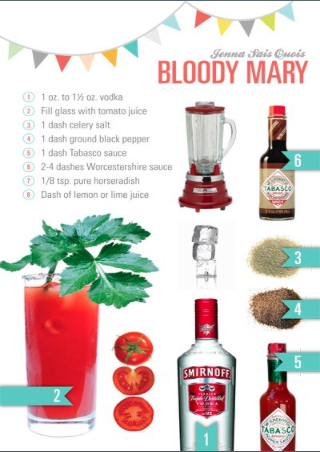 Jenna Sais Quois
BLOODY MARY
1 1 oz. to 1½ oz. vodka
2 Fill glass with tomato juice
3 1 dash celery salt
4 1 dash ground black pepper
5 1 dash Tabasco sauce
6 2-4 dashes Worcestershire sauce
7 1/8 tsp. pure horseradish
8 Dash of lemon or lime juice
6
TABASCO
3
4
SMIRNOFF
Triple Distilled
VODKA
5
TABASCO
2
1